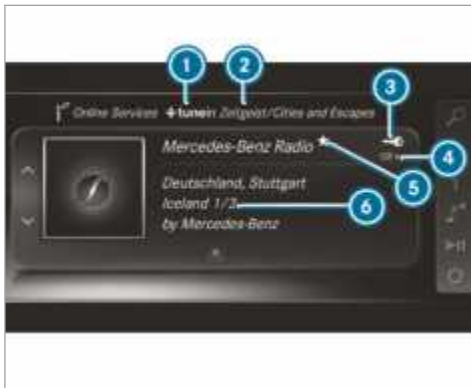 1 2
3
Online Services tunein Zeitgeist/Cities and Escapes
Mercedes-Benz Radio
4
5
Deutschland, Stuttgart
Iceland 1/3
6
by Mercedes-Benz